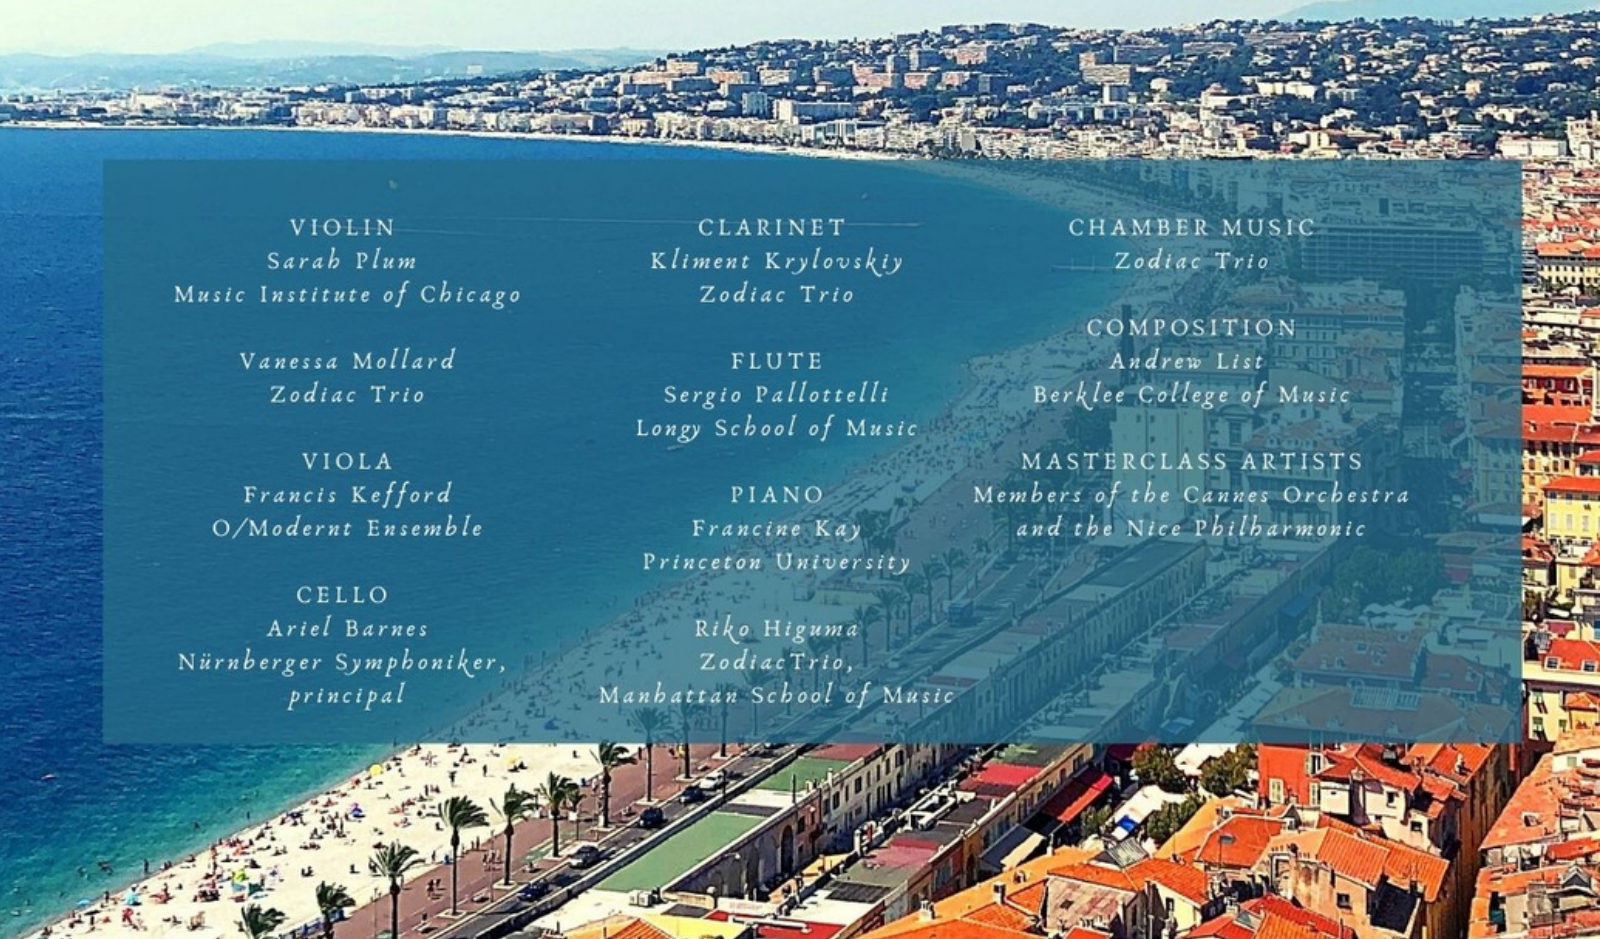 VIOLIN
Sarah Plum
Music Institute of Chicago
Vanessa Mollard
Zodiac Trio
VIOLA
Francis Kefford
O/Modernt Ensemble
CELLO
Ariel Barnes
Nürnberger Symphoniker,
principal
CLARINET
Kliment Krylovskiy
Zodiac Trio
FLUTE
Sergio Pallottelli
Longy School of Music
PIANO
Francine Kay
Princeton University
Riko Higuma
ZodiacTrio,
Manhattan School of Music
CHAMBER MUSIC
Zodiac Trio
COMPOSITION
Andrew List
Berklee College of Music
MASTERCLASS ARTISTS
Members of the Cannes Orchestra
and the Nice Philharmonic